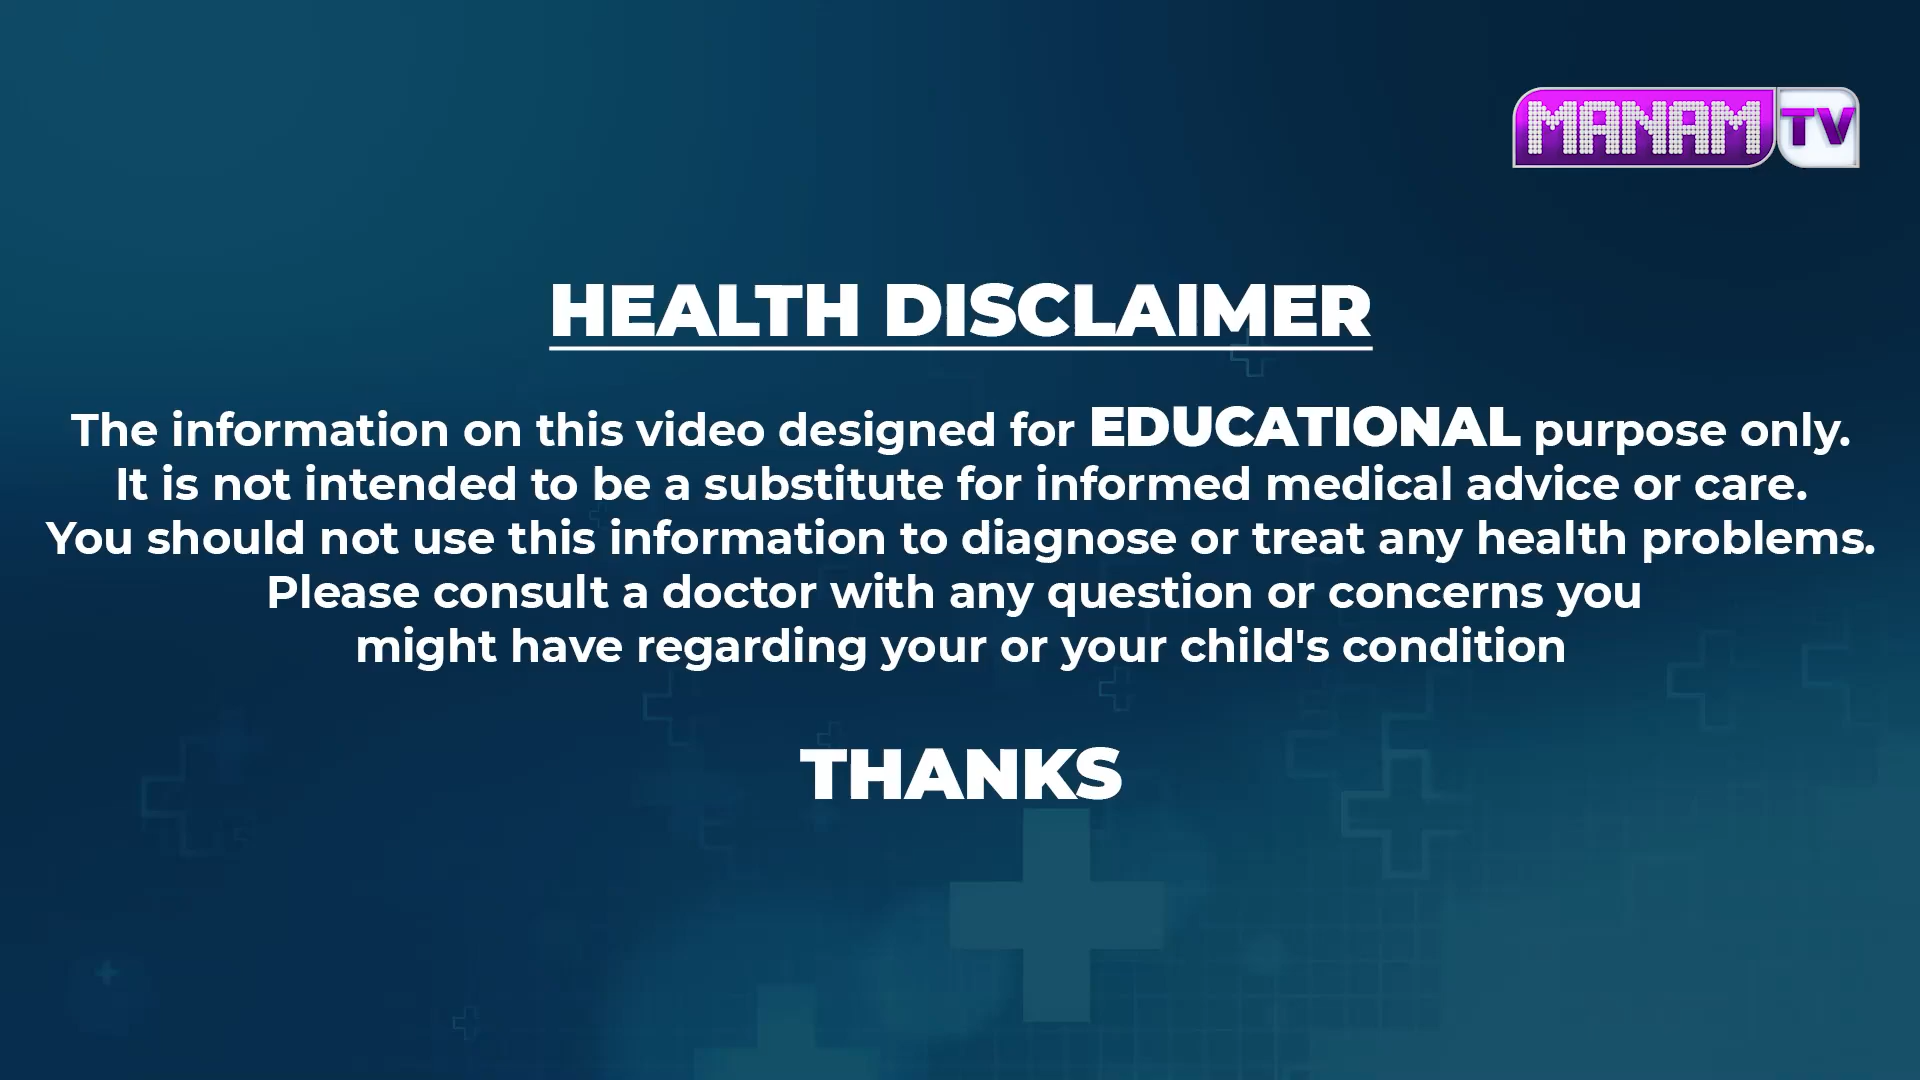 MANAM TV
HEALTH DISCLAIMER
The information on this video designed for EDUCATIONAL purpose only.
It is not intended to be a substitute for informed medical advice or care.
You should not use this information to diagnose or treat any health problems.
Please consult a doctor with any question or concerns you
might have regarding your or your child's condition
THANKS